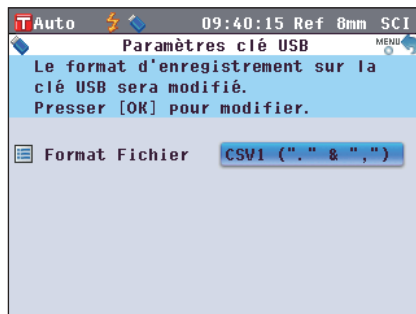 T Auto 09:40:15 Ref 8mm SCI
Paramètres clé USB
MENU
Le format d'enregistrement sur la
clé USB sera modifié.
Presser [OK] pour modifier.
Format Fichier CSV1 ("." & ",")